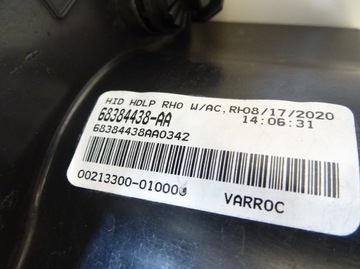 HID HDLP RHO W/AC,RH08/17/2020
68384438-AA 14:06:31
68384438AA0342
00213300-01000
VARROC